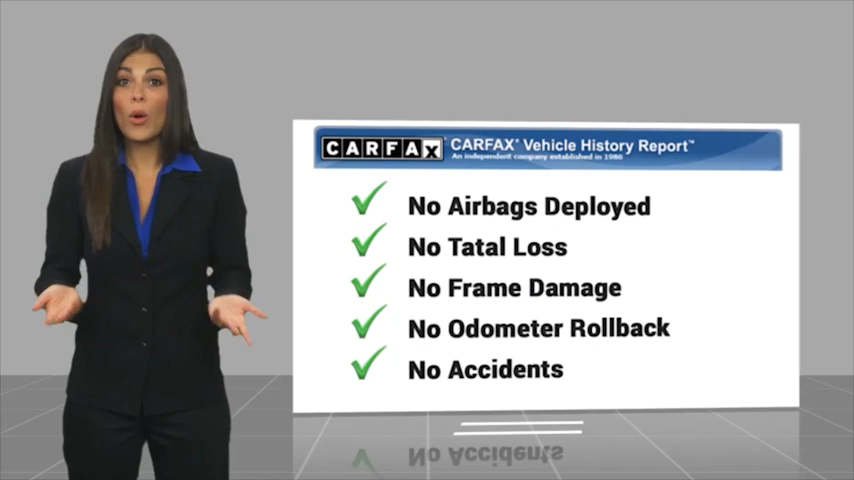 CARFAX CARFAX® Vehicle History Report™
An independent company established in 1986
No Airbags Deployed
No Tatal Loss
No Frame Damage
No Odometer Rollback
No Accidents
No Accidents